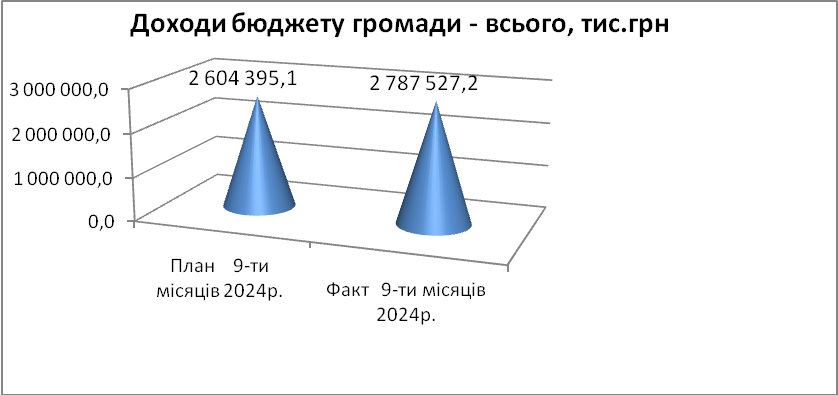 Доходи бюджету громади - всього, тис.грн
3 000 000,0
2 000 000,0
1 000 000,0
0,0
2 604 395,1
2 787 527,2
План 9-ти
місяців 2024р.
Факт 9-ти місяців
2024р.